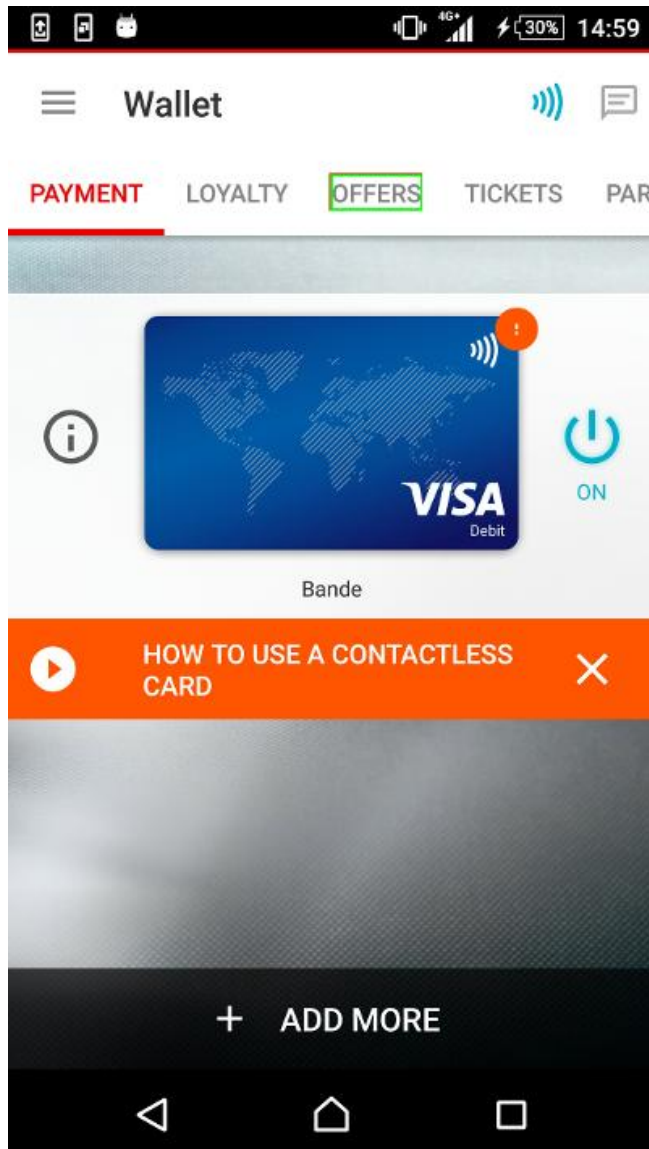 4G+ 30% 14:59
Wallet
PAYMENT LOYALTY OFFERS TICKETS PAR
VISA
Debit
ON
Bande
HOW TO USE A CONTACTLESS
CARD
+ ADD MORE